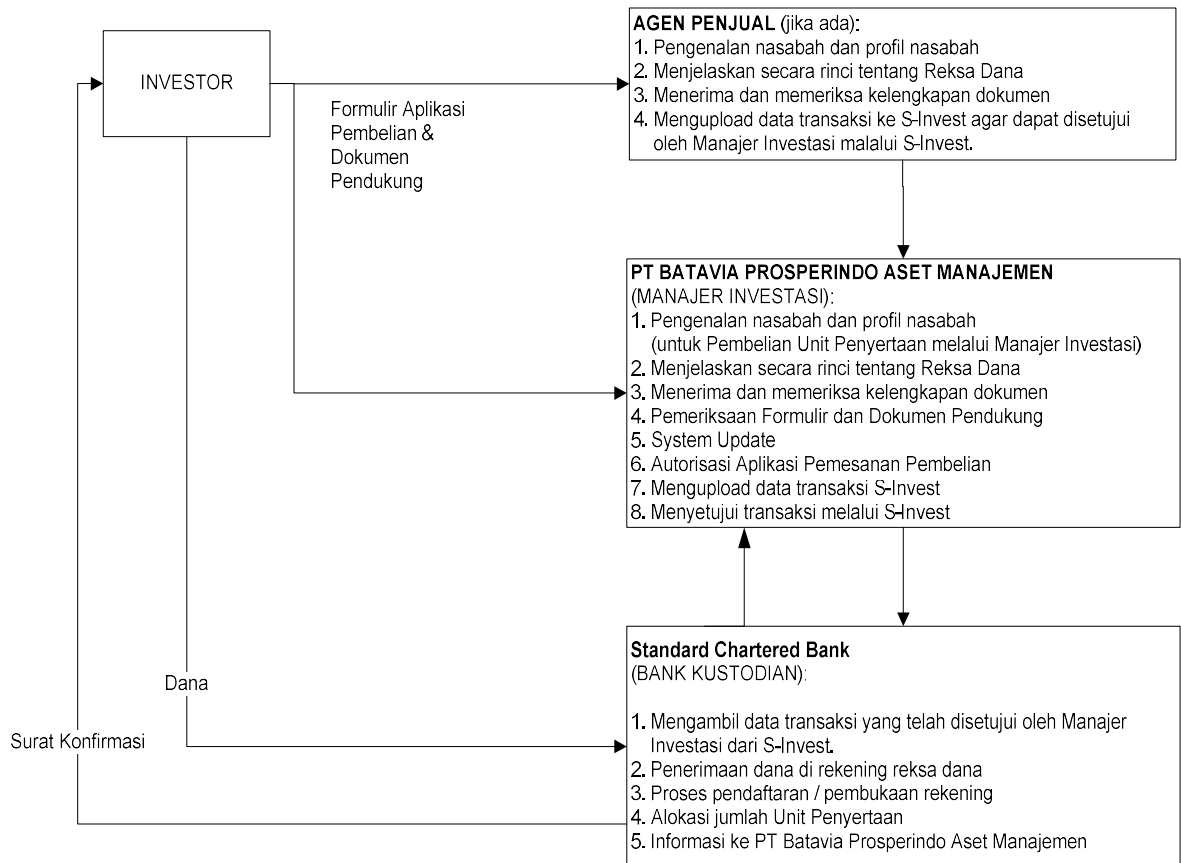 INVESTOR
Formulir Aplikasi
Pembelian &
Dokumen
Pendukung
AGEN PENJUAL (jika ada):
1. Pengenalan nasabah dan profil nasabah
2. Menjelaskan secara rinci tentang Reksa Dana
3. Menerima dan memeriksa kelengkapan dokumen
4. Mengupload data transaksi ke S-Invest agar dapat disetujui
oleh Manajer Investasi malalui S-Invest.
PT BATAVIA PROSPERINDO ASET MANAJEMEN
(MANAJER INVESTASI):
1. Pengenalan nasabah dan profil nasabah
(untuk Pembelian Unit Penyertaan melalui Manajer Investasi)
2. Menjelaskan secara rinci tentang Reksa Dana
3. Menerima dan memeriksa kelengkapan dokumen
4. Pemeriksaan Formulir dan Dokumen Pendukung
5. System Update
6. Autorisasi Aplikasi Pemesanan Pembelian
7. Mengupload data transaksi S-Invest
8. Menyetujui transaksi melalui S-Invest
Dana
Surat Konfirmasi
Standard Chartered Bank
(BANK KUSTODIAN):
1. Mengambil data transaksi yang telah disetujui oleh Manajer
Investasi dari S-Invest.
2. Penerimaan dana di rekening reksa dana
3. Proses pendaftaran / pembukaan rekening
4. Alokasi jumlah Unit Penyertaan
5. Informasi ke PT Batavia Prosperindo Aset Manajemen